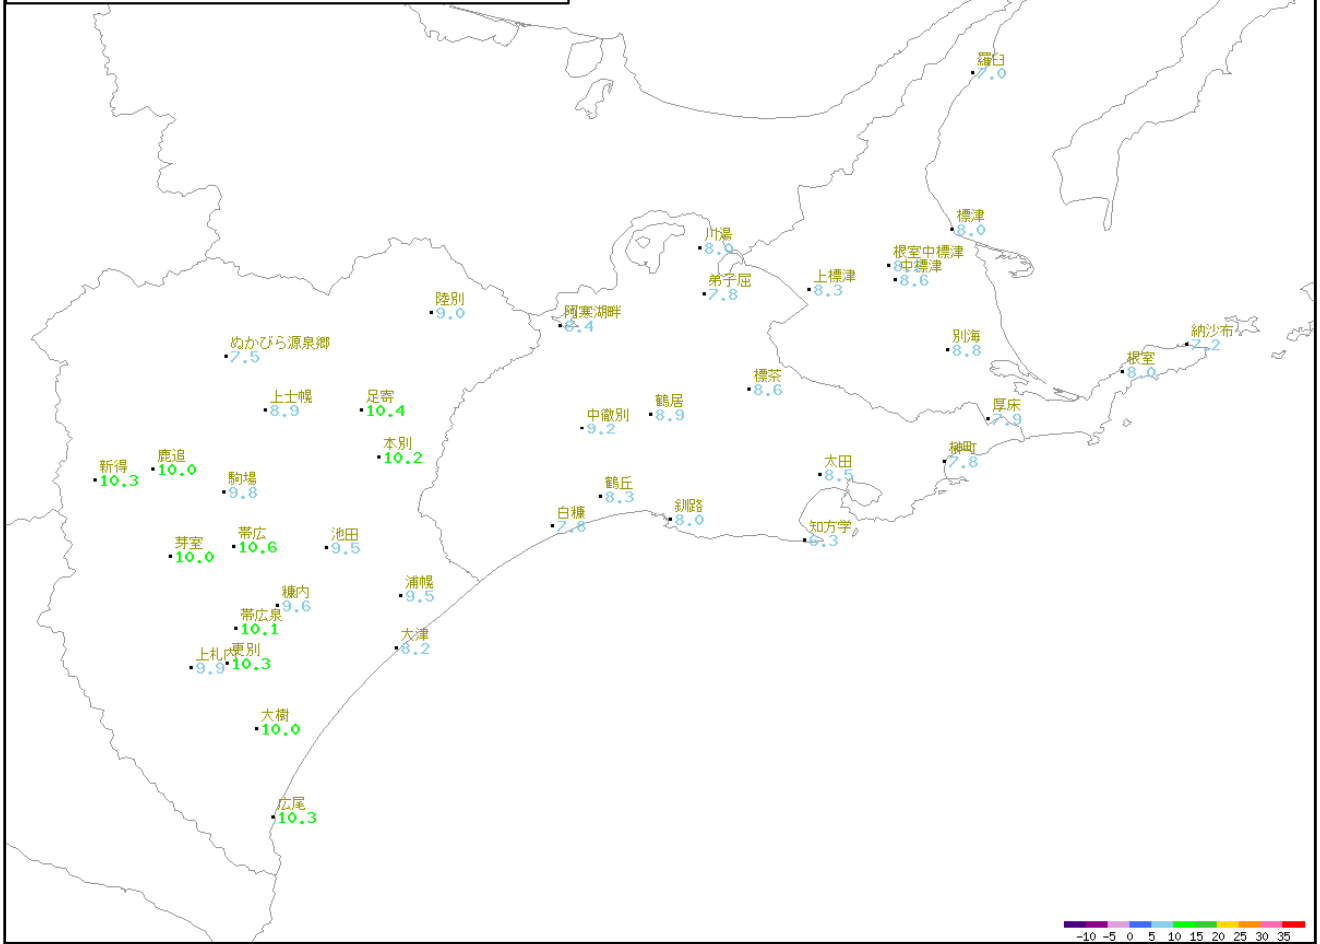 羅臼
7.0
標津
8.0
川湯
8.0
根室中標津
中標津
8.6
弟子屈
7.8
上標津
8.3
陸別
9.0
阿寒湖畔
ぬかびら源泉郷
7.5
別海
8.8
納沙布
7.2
根室
8.0
標茶
8.6
上士幌
8.9
足寄
10.4
鶴居
8.9
中徹別
9.2
厚床
7.9
本別
10.2
榊町
7.8
鹿追
10.0
新得
10.3
太田
8.5
駒場
9.8
鶴丘
8.3
白糠
7.8
釧路
8.0
知方学
帯広
10.6
池田
9.5
芽室
10.0
浦幌
9.5
糠内
9.6
帯広泉
10.1
大津
8.2
上札内
9.9
更別
10.3
大樹
10.0
広尾
10.3
-10 -5 0 5 10 15 20 25 30 35